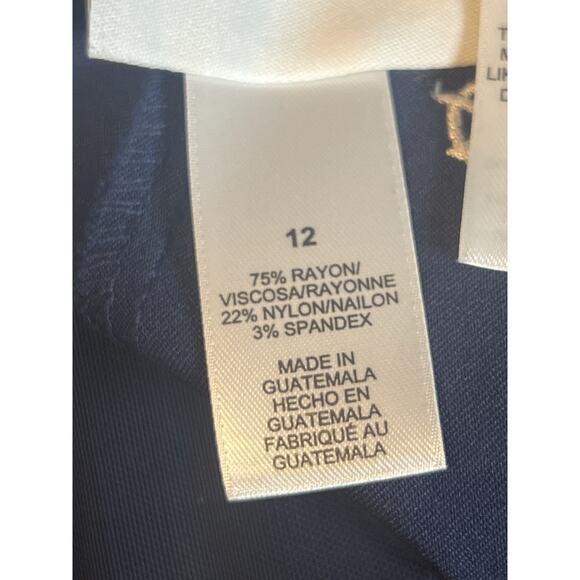 12
75% RAYON/
VISCOSA/RAYONNE
22% NYLON/NAILON
3% SPANDEX
MADE IN
GUATEMALA
HECHO EN
GUATEMALA
FABRIQUÉ AU
GUATEMALA